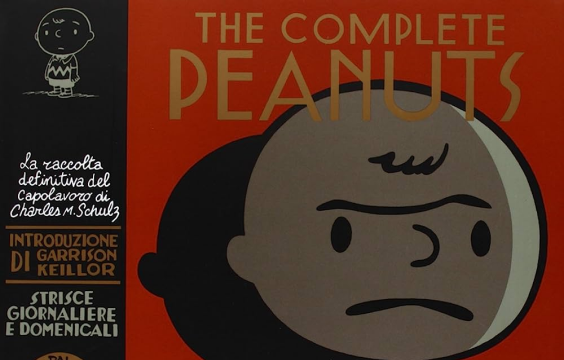 THE COMPLETE
PEANUTS
La raccolta
definitiva del
capolavoro di
Charles M. Schulz
INTRODUZIONE
DI GARRISON
KEILLOR
STRISCE
GIORNALIERE
E DOMENICALI